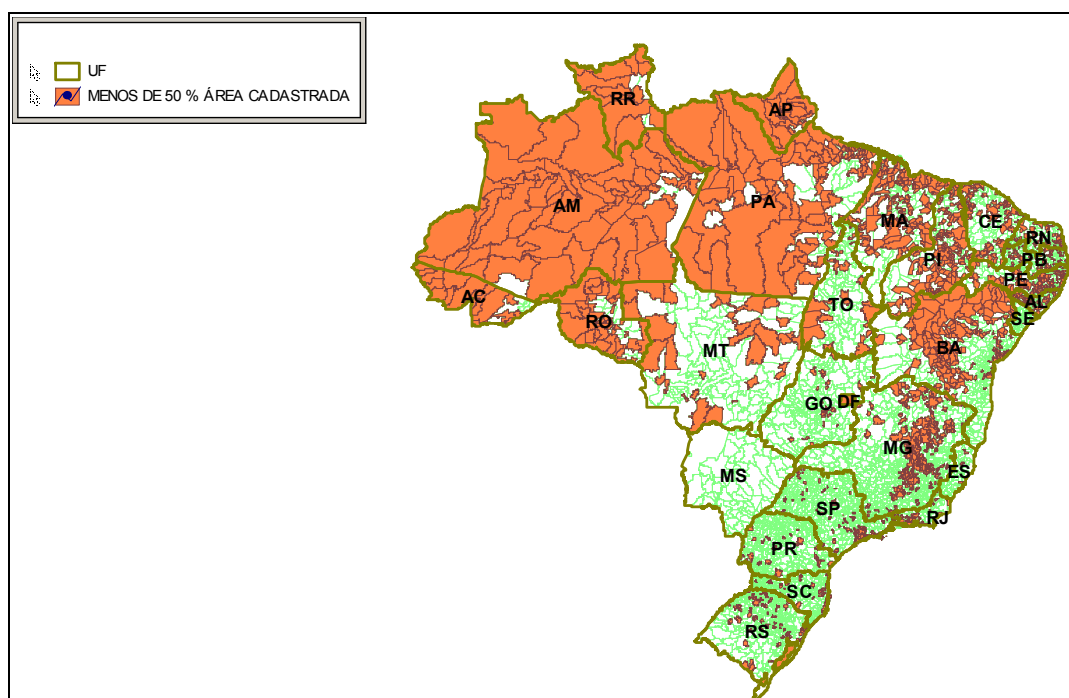 UF
MENOS DE 50 % ÁREA CADASTRADA
RR
AP
AM
PA
MA
CE
RN
PB
PI
PE
AL
SE
AC
RO
TO
BA
MT
GO
DF
MG
ES
MS
SP
RJ
PR
SC
RS